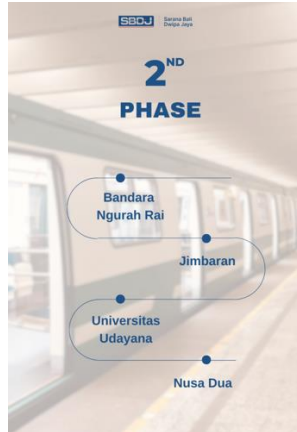 SBDJ
Sarana Bali
Dwipa Jaya
2ND
PHASE
Bandara
Ngurah Rai
Jimbaran
Universitas
Udayana
Nusa Dua